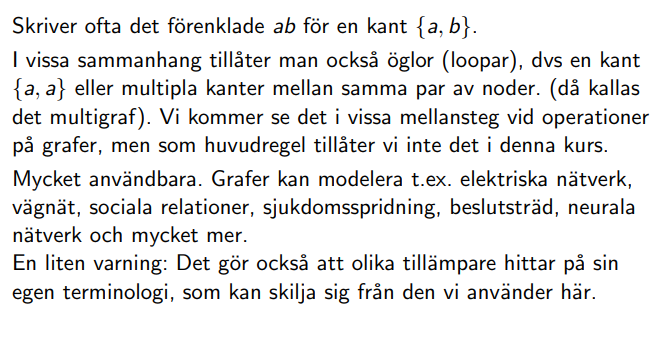 Skriver ofta det förenklade ab för en kant {a, b}.
I vissa sammanhang tillåter man också öglor (loopar), dvs en kant
{a, a} eller multipla kanter mellan samma par av noder. (då kallas
det multigraf). Vi kommer se det i vissa mellansteg vid operationer
på grafer, men som huvudregel tillåter vi inte det i denna kurs.
Mycket användbara. Grafer kan modelera t.ex. elektriska nätverk,
vägnät, sociala relationer, sjukdomsspridning, beslutsträd, neurala
nätverk och mycket mer.
En liten varning: Det gör också att olika tillämpare hittar på sin
egen terminologi, som kan skilja sig från den vi använder här.